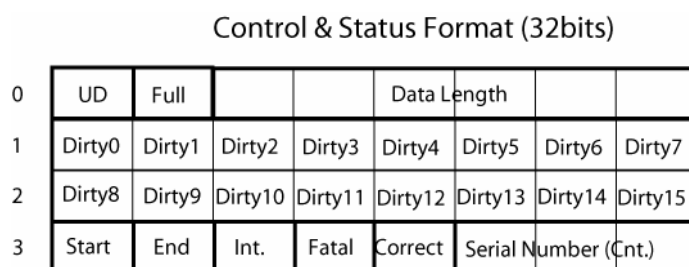 Control & Status Format (32bits)
0 UD Full Data Length
1 Dirty0 Dirty1 Dirty2 Dirty3 Dirty4 Dirty5 Dirty6 Dirty7
2 Dirty8 Dirty9 Dirty10 Dirty11 Dirty12 Dirty13 Dirty14 Dirty15
3 Start End Int. Fatal Correct Serial Number (Cnt.)